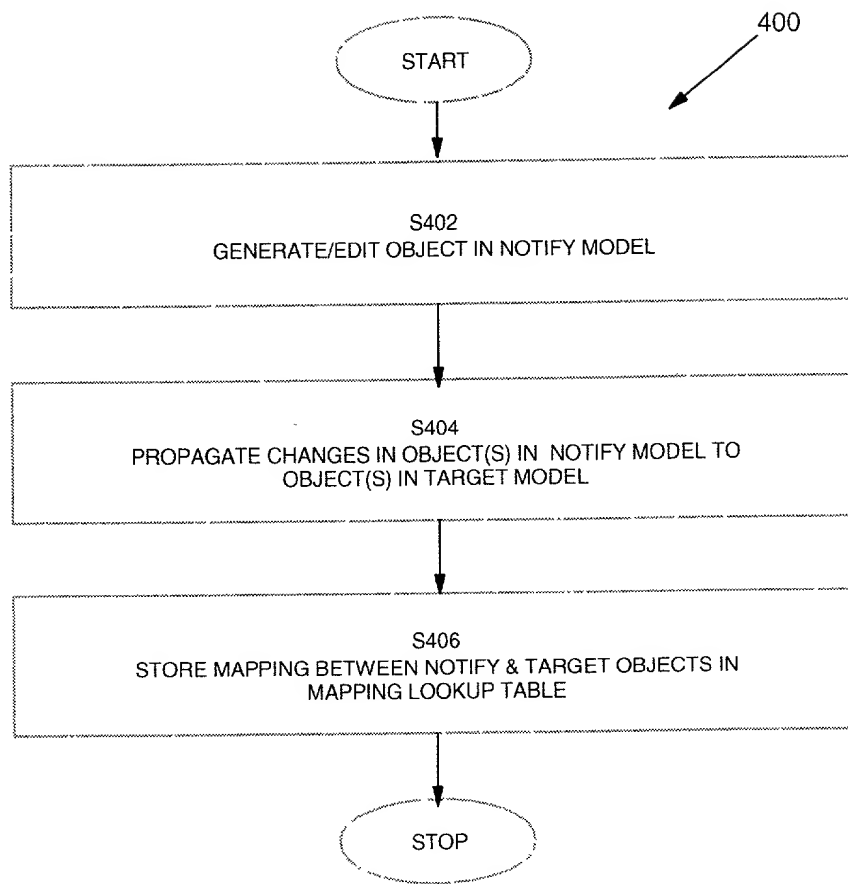 400
START
S402
GENERATE/EDIT OBJECT IN NOTIFY MODEL
S404
PROPAGATE CHANGES IN OBJECT(S) IN NOTIFY MODEL TO
OBJECT(S) IN TARGET MODEL
S406
STORE MAPPING BETWEEN NOTIFY & TARGET OBJECTS IN
MAPPING LOOKUP TABLE
STOP